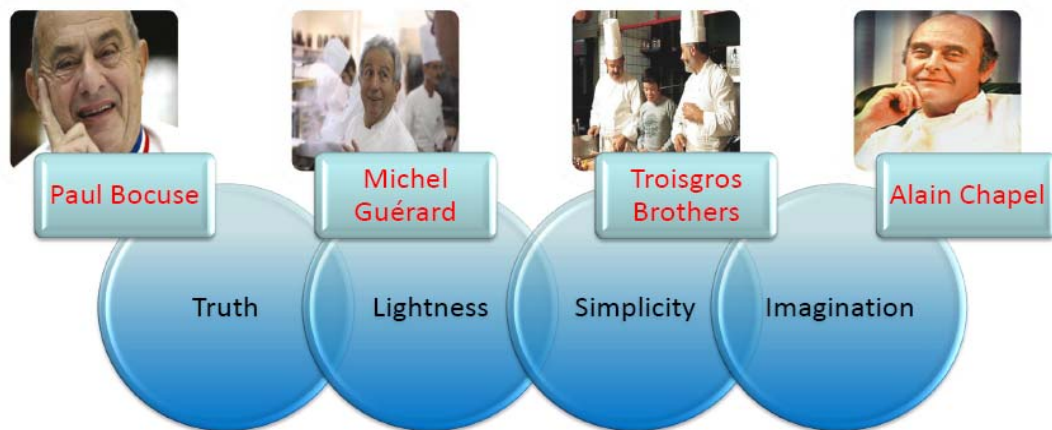 Paul Bocuse
Michel
Guérard
Troisgros
Brothers
Alain Chapel
Truth
Lightness
Simplicity
Imagination